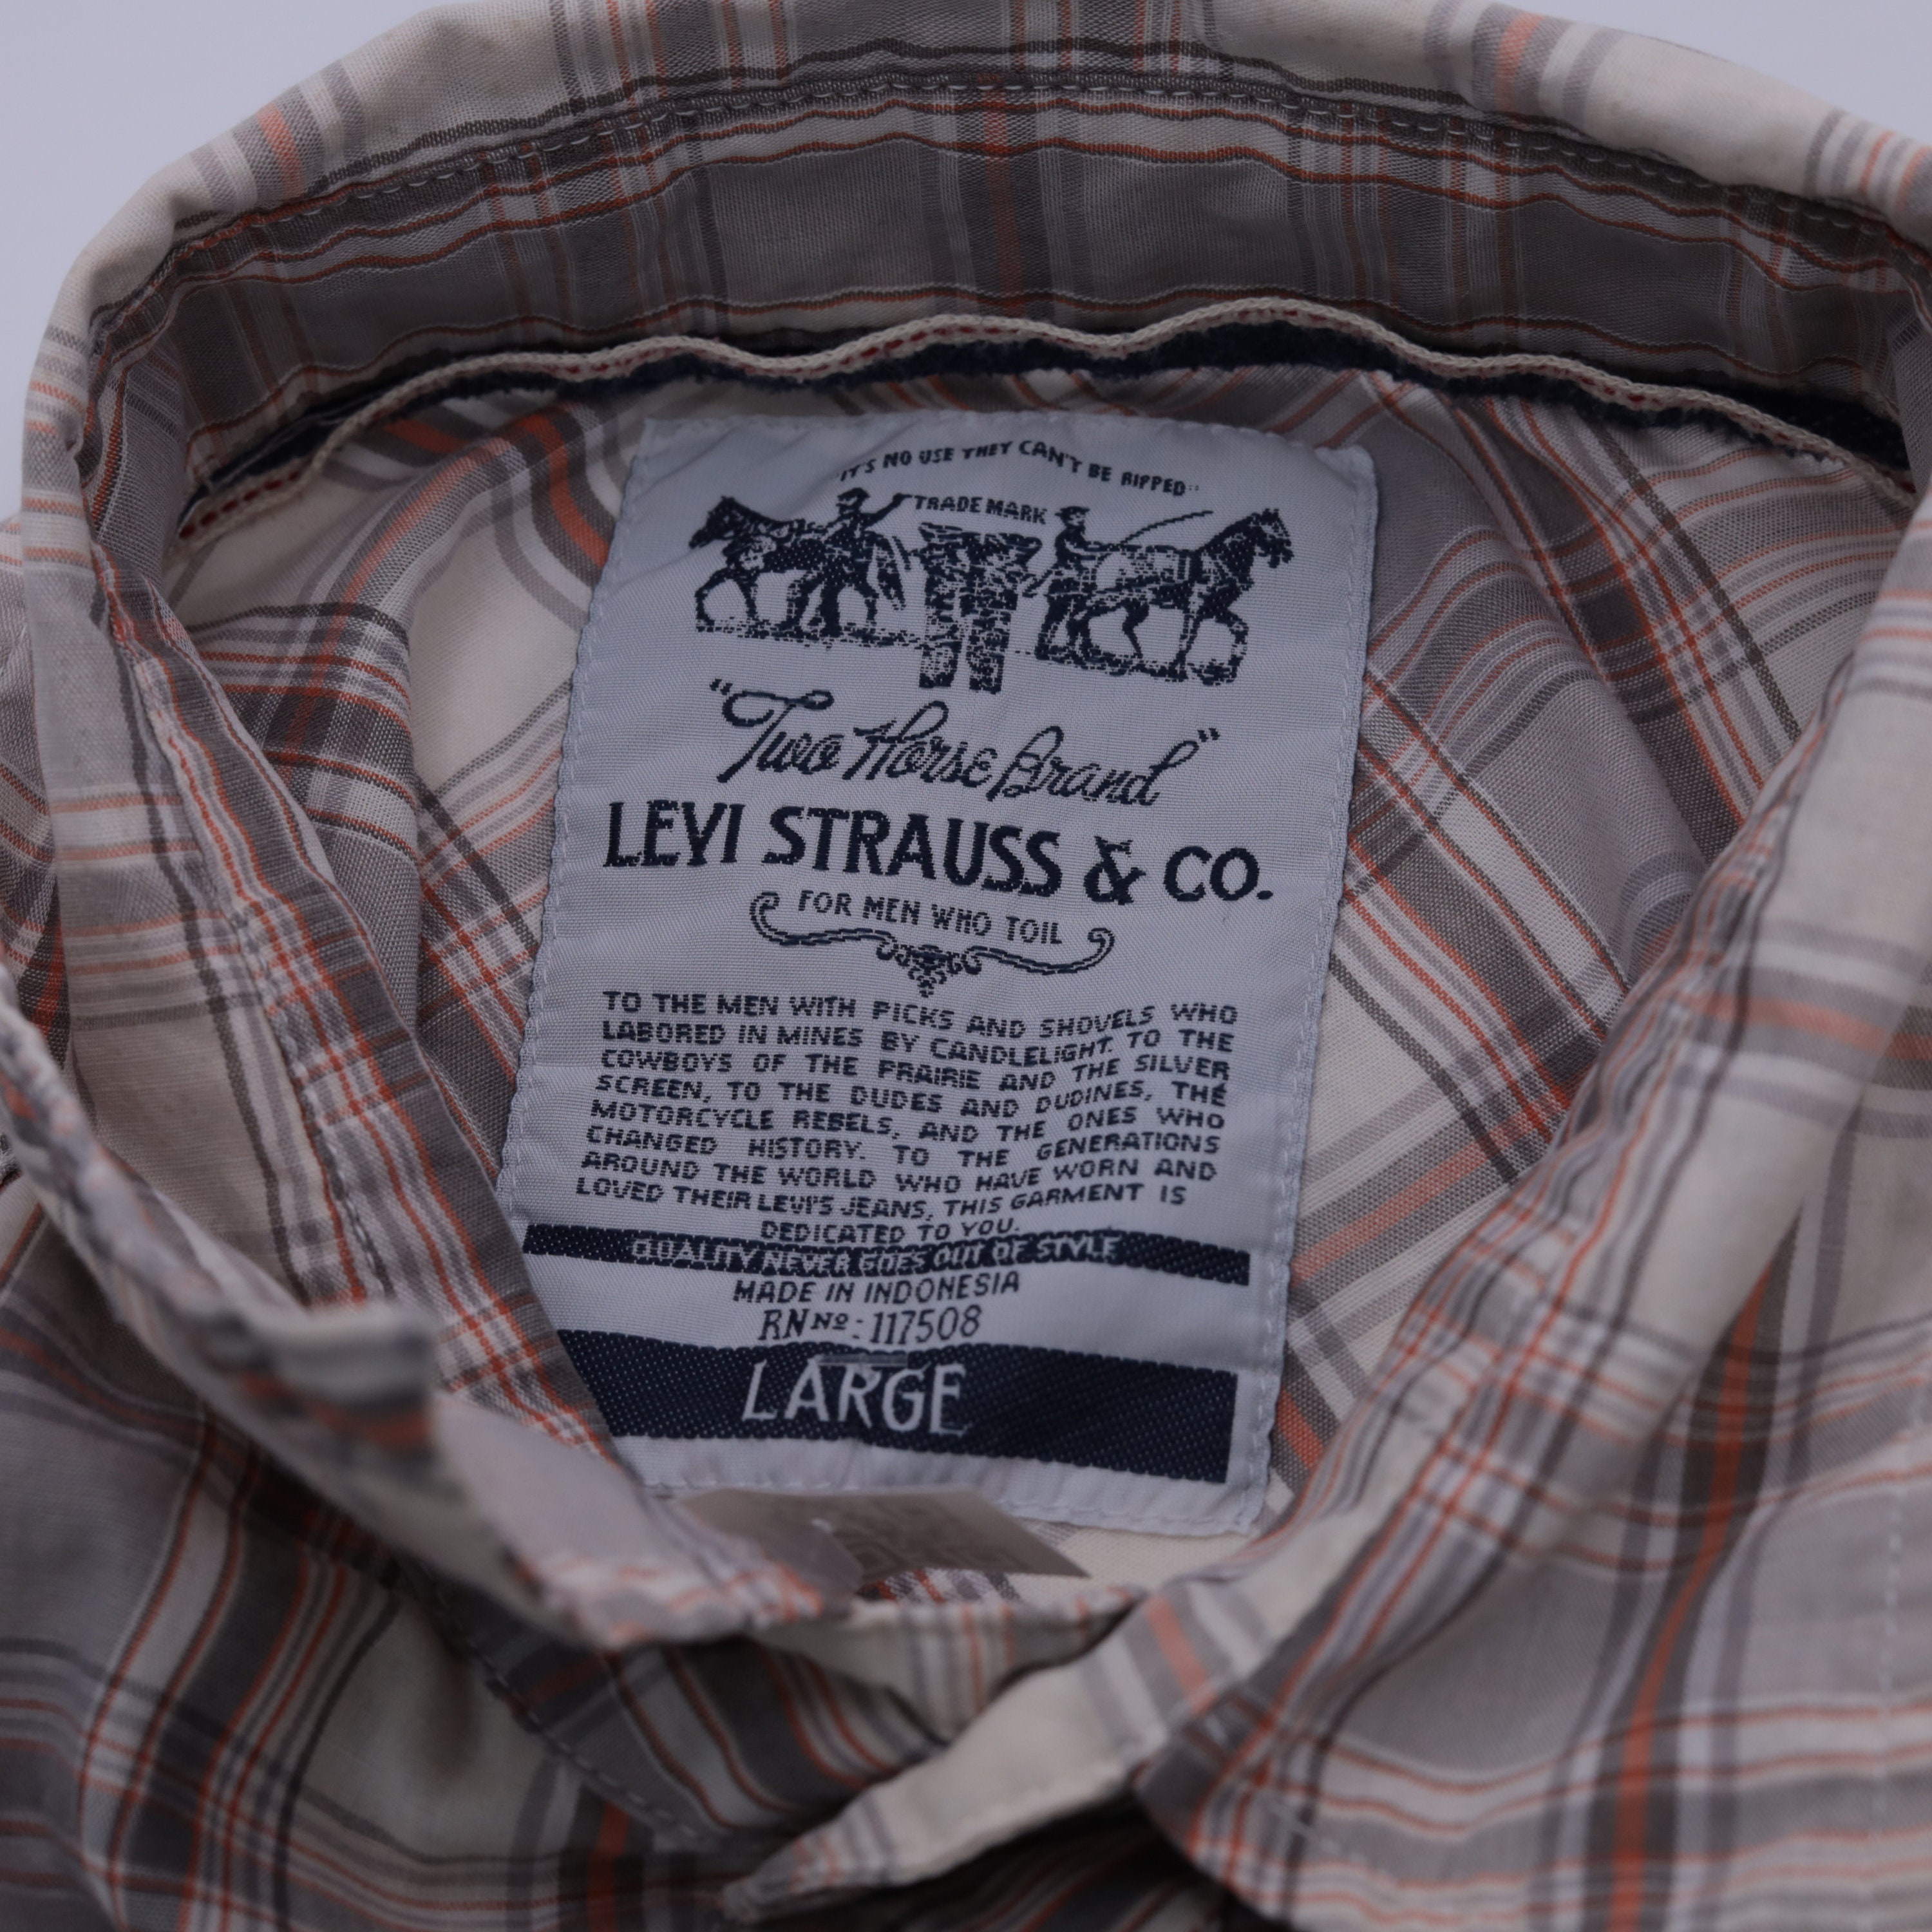 "IT'S NO USE THEY CAN'T BE RIPPED"
TRADE MARK
"Two Horse Brand"
LEVI STRAUSS & CO.
FOR MEN WHO TOIL
TO THE MEN WITH PICKS AND SHOVELS WHO
LABORED IN MINES BY CANDLELIGHT. TO THE
COWBOYS OF THE PRAIRIE AND THE SILVER
SCREEN, TO THE DUDES AND DUDINES, THE
MOTORCYCLE REBELS, AND THE ONES WHO
CHANGED HISTORY. TO THE GENERATIONS
AROUND THE WORLD WHO HAVE WORN AND
LOVED THEIR LEVI'S JEANS, THIS GARMENT IS
DEDICATED TO YOU.
QUALITY NEVER GOES OUT OF STYLE
MADE IN INDONESIA
RN Nº: 117508
LARGE